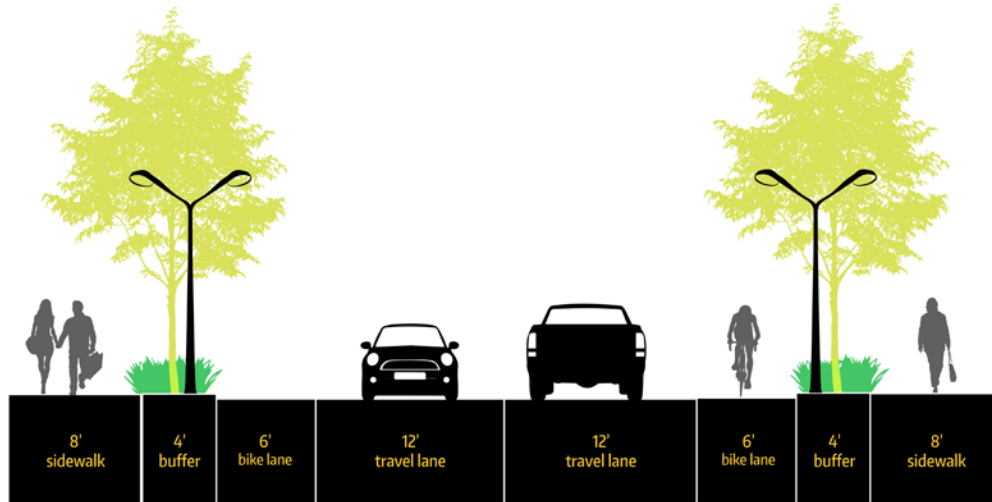 8'
sidewalk
4'
buffer
6'
bike lane
12'
travel lane
12'
travel lane
6'
bike lane
4'
buffer
8'
sidewalk